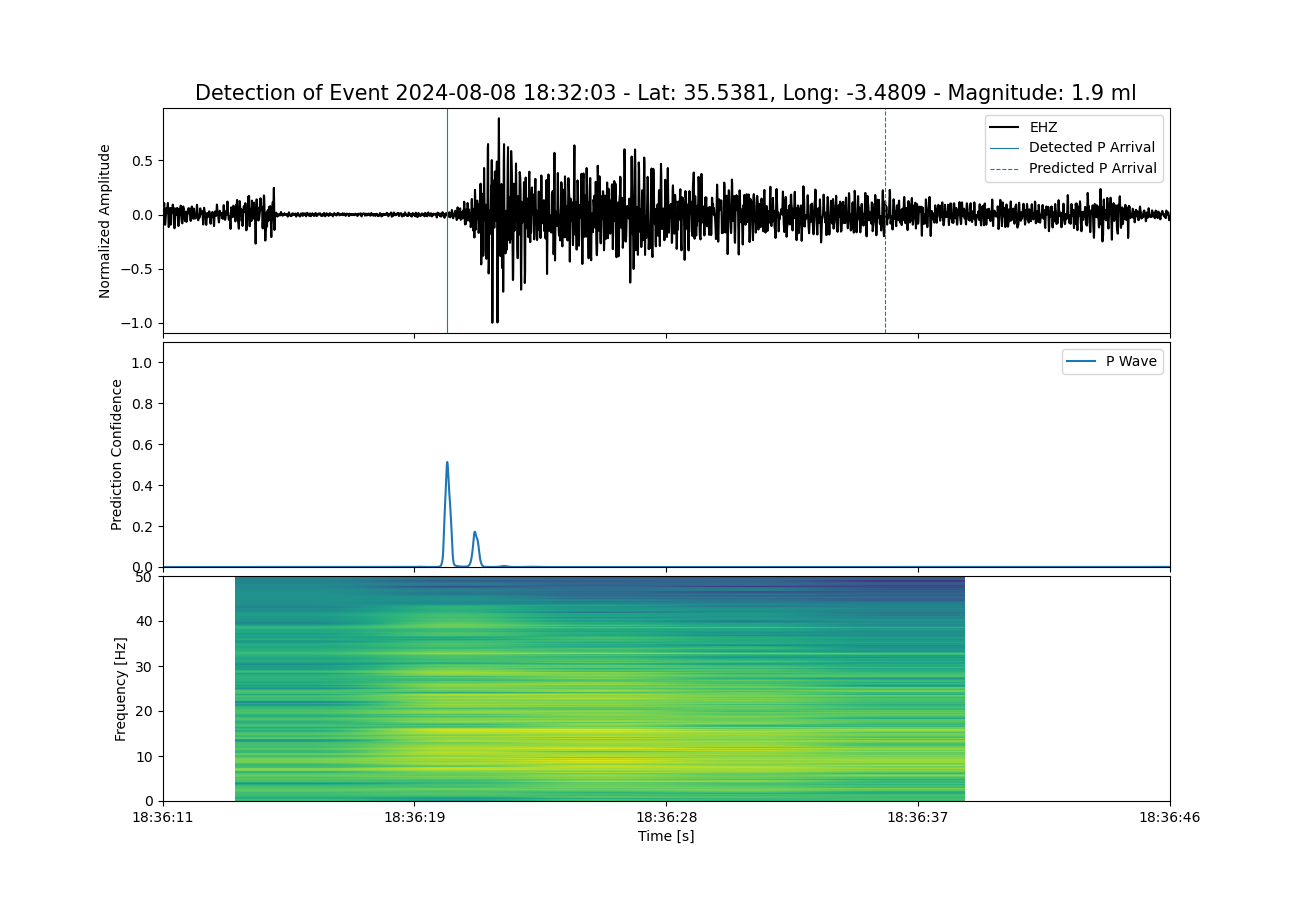 Detection of Event 2024-08-08 18:32:03 - Lat: 35.5381, Long: -3.4809 - Magnitude: 1.9 ml
EHZ
Detected P Arrival
Predicted P Arrival
0.5
0.0
−0.5
−1.0
Normalized Amplitude
P Wave
1.0
0.8
0.6
0.4
0.2
0.0
Prediction Confidence
50
40
30
20
10
0
Frequency [Hz]
18:36:11 18:36:19 18:36:28 18:36:37 18:36:46
Time [s]